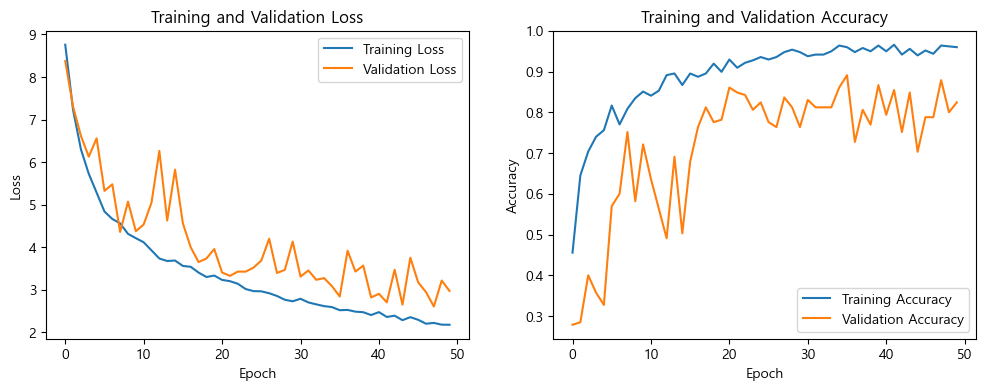 Training and Validation Loss
Training Loss
Validation Loss
9
8
7
6
5
4
3
2
Loss
0
10
20
30
40
50
Epoch
Training and Validation Accuracy
1.0
0.9
0.8
0.7
0.6
0.5
0.4
0.3
Accuracy
Training Accuracy
Validation Accuracy
0
10
20
30
40
50
Epoch